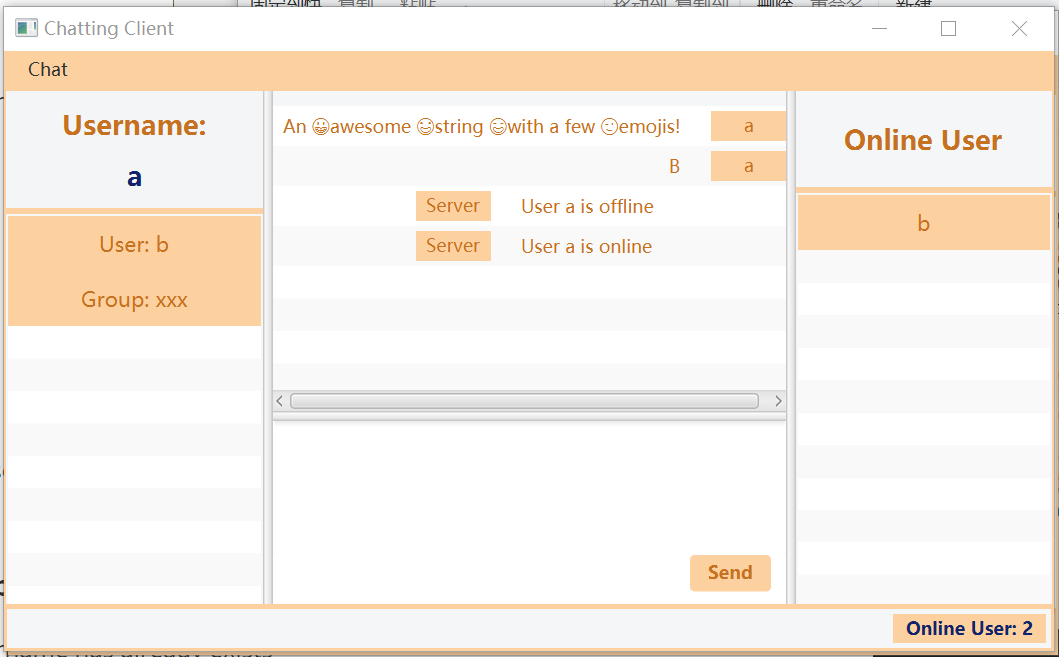 Chatting Client
Chat
Username:
a
User: b
Group: xxx
An 😀awesome 😃string 😄with a few 😉emojis! a
B a
Server User a is offline
Server User a is online
Send
Online User
b
Online User: 2